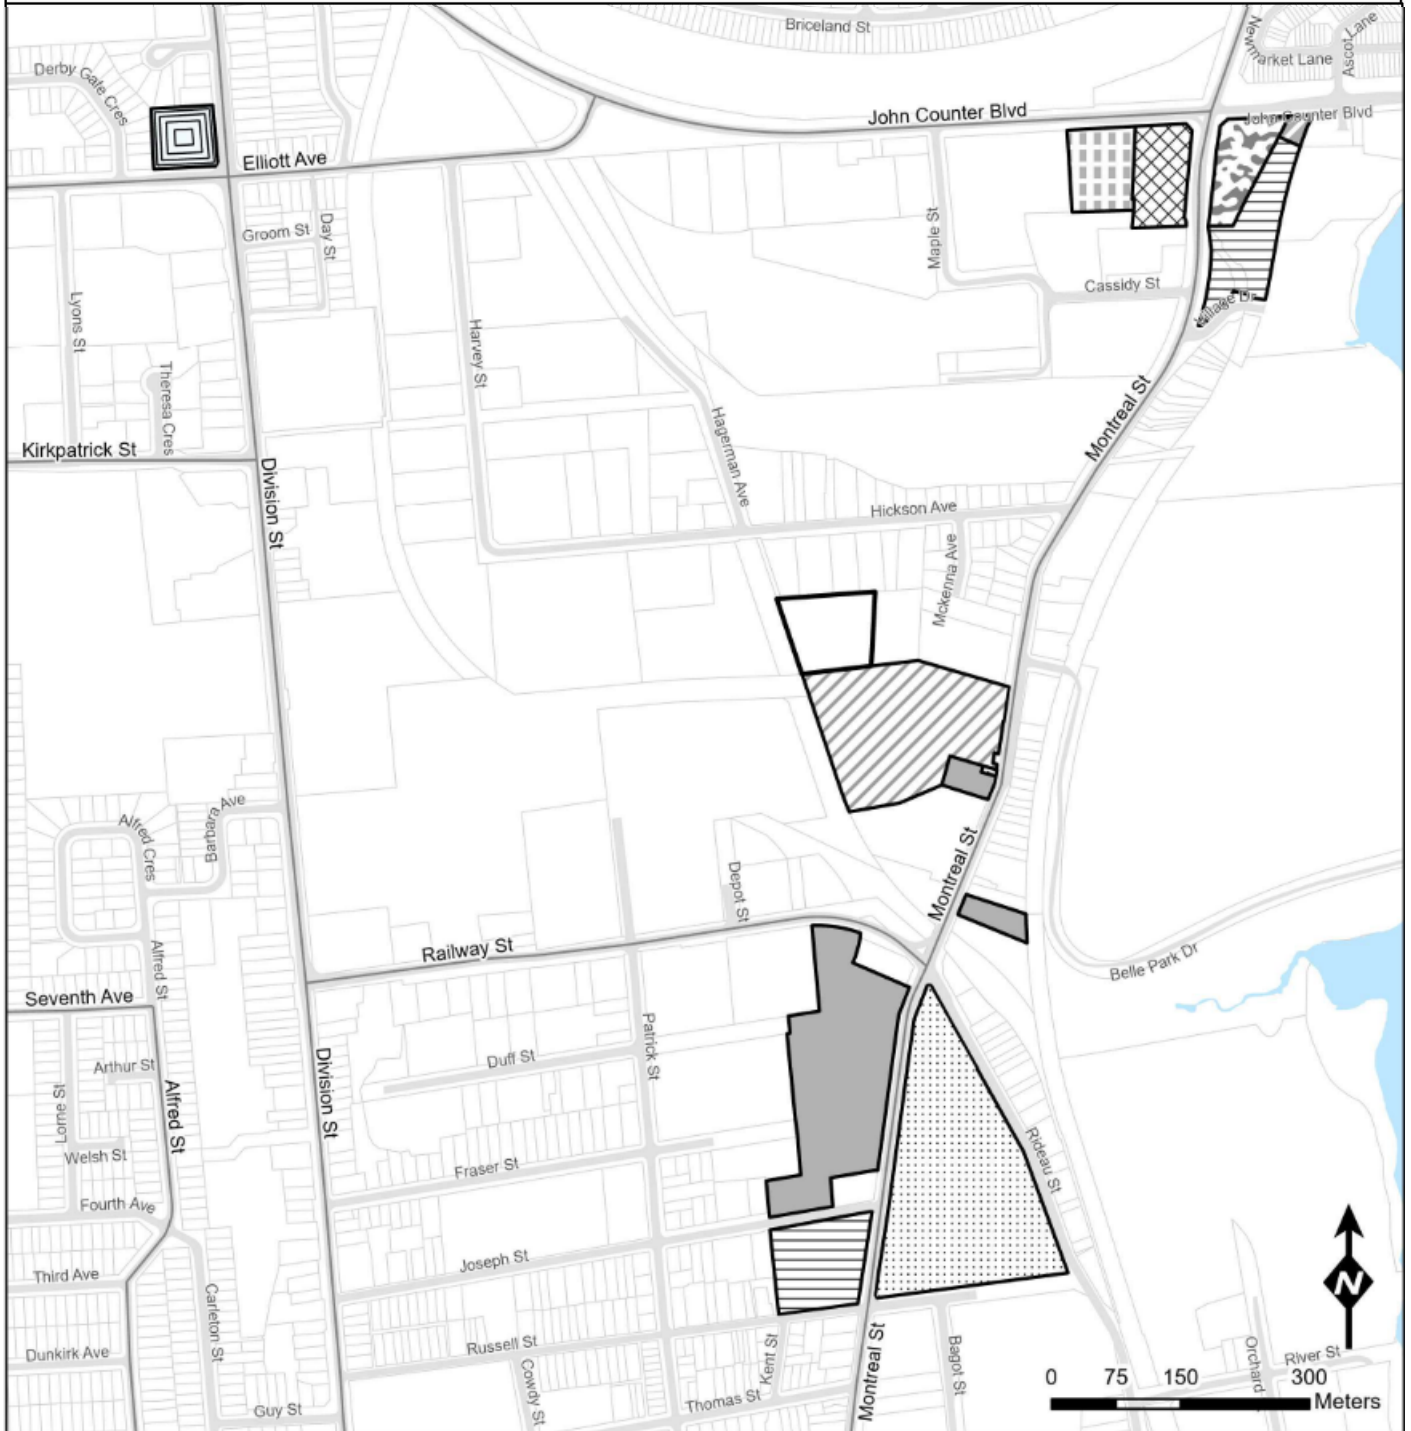 Briceland St
Newmarket Lane
Ascot Lane
Derby Gate Cres
John Counter Blvd
John Counter Blvd
Elliott Ave
Groom St
Day St
Maple St
Cassidy St
Village Dr
Lyons St
Theresa Cres
Harvey St
Hagerman Ave
Montreal St
Kirkpatrick St
Division St
Hickson Ave
Mckenna Ave
Barbara Ave
Alfred Cres
Depot St
Montreal St
Railway St
Alfred St
Belle Park Dr
Seventh Ave
Patrick St
Duff St
Arthur St
Lorne St
Alfred St
Division St
Welsh St
Fraser St
Rideau St
Fourth Ave
Joseph St
Third Ave
Carleton St
N
Russell St
Kent St
Montreal St
Bagot St
Orchard
River St
Dunkirk Ave
Cowdy St
Thomas St
Guy St
0 75 150 300
Meters